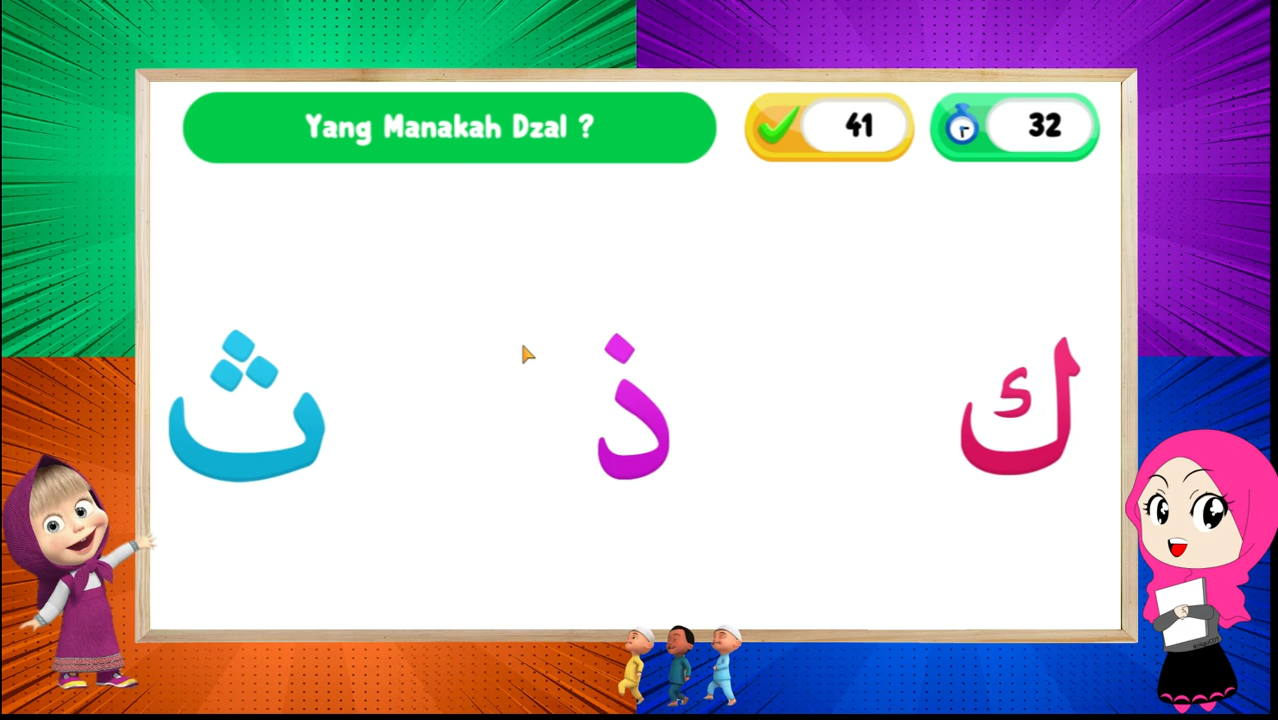 Yang Manakah Dzal ?
41
32
ث
ذ
ك